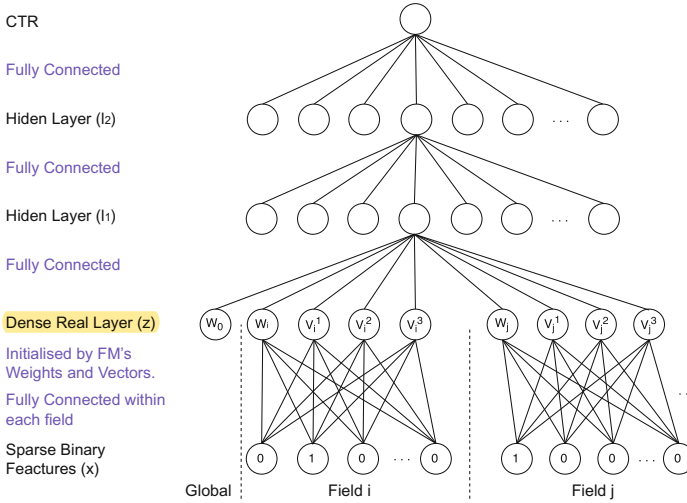 CTR
Fully Connected
Hiden Layer (l2)
. . .
Fully Connected
Hiden Layer (l1)
. . .
Fully Connected
Dense Real Layer (z)
W0 Wi Vi1 Vi2 Vi3 Wj Vj1 Vj2 Vj3
Initialised by FM's
Weights and Vectors.
Fully Connected within
each field
. .
Sparse Binary
Feactures (x)
0 1 0 . . . 0 1 0 0 . . . 0
Global Field i Field j